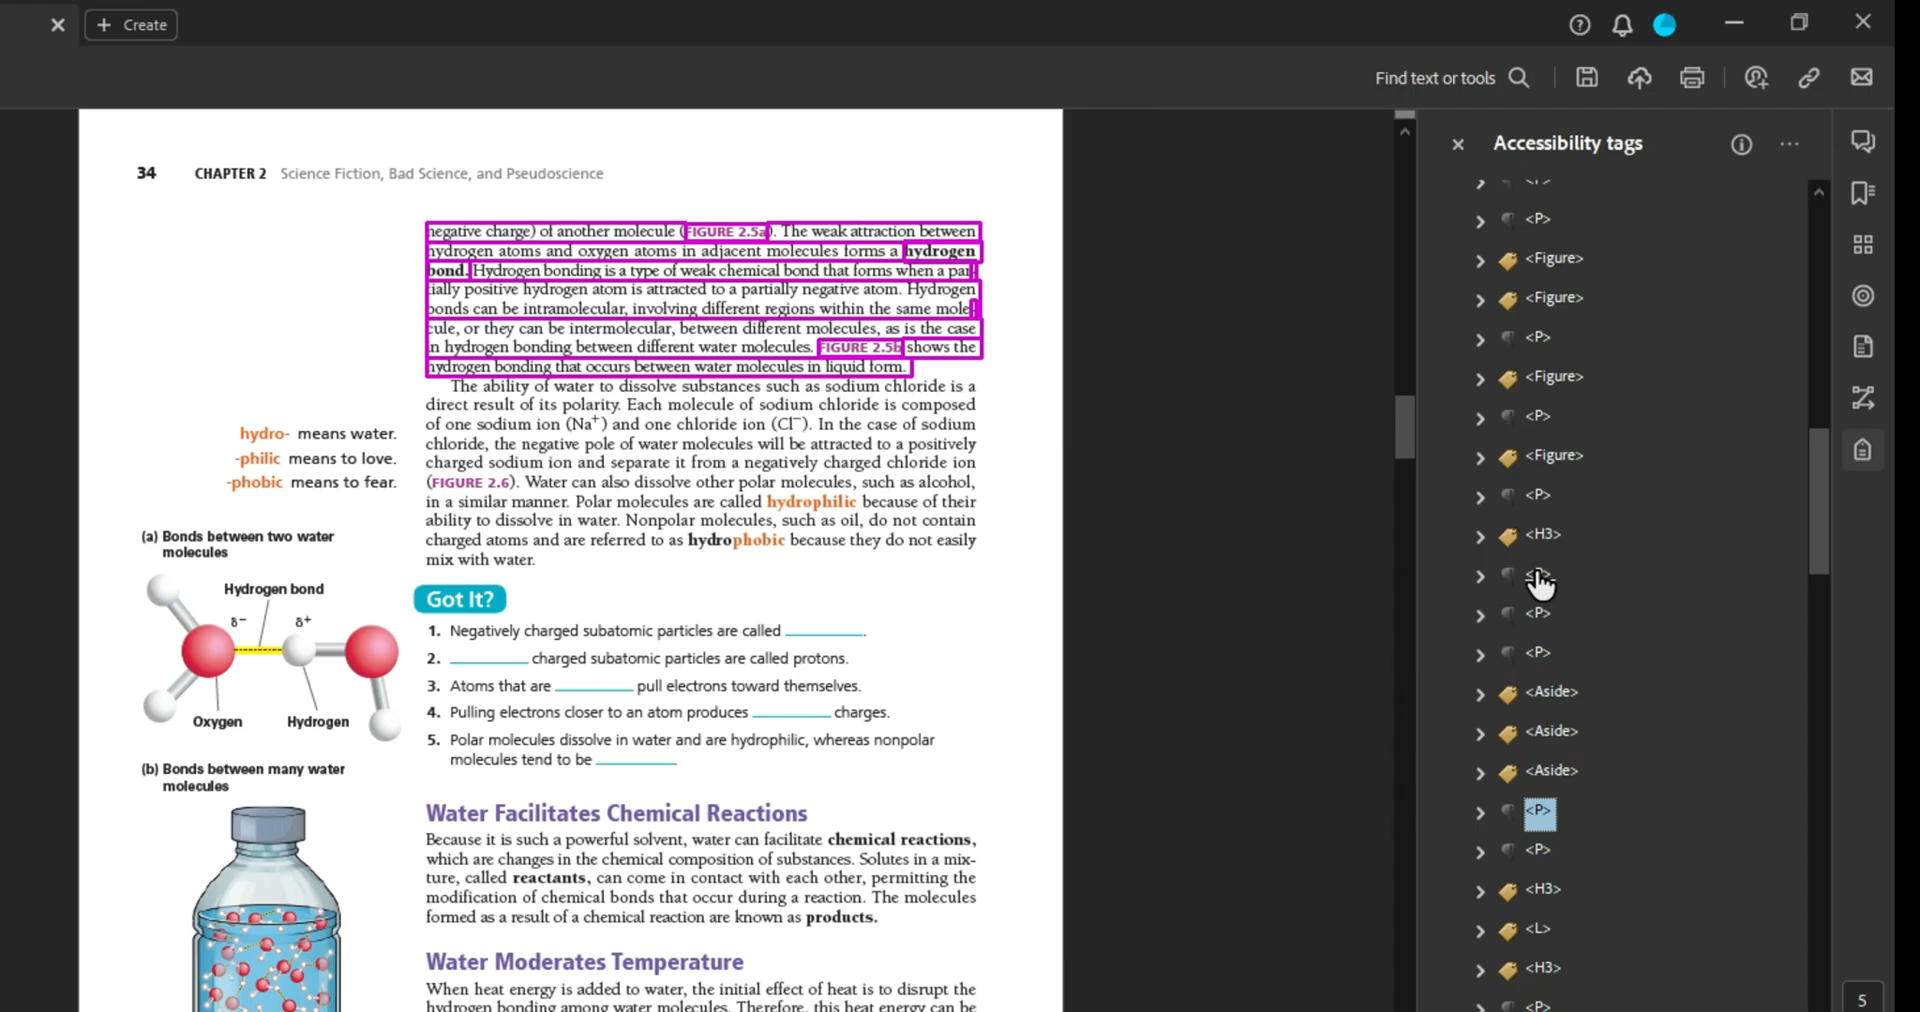 Create
Find text or tools
34 CHAPTER 2 Science Fiction, Bad Science, and Pseudoscience
negative charge) of another molecule (FIGURE 2.5a). The weak attraction between
hydrogen atoms and oxygen atoms in adjacent molecules forms a hydrogen
bond. Hydrogen bonding is a type of weak chemical bond that forms when a par-
tially positive hydrogen atom is attracted to a partially negative atom. Hydrogen
bonds can be intramolecular, involving different regions within the same mole-
cule, or they can be intermolecular, between different molecules, as is the case
in hydrogen bonding between different water molecules. FIGURE 2.5b shows the
hydrogen bonding that occurs between water molecules in liquid form.
The ability of water to dissolve substances such as sodium chloride is a
direct result of its polarity. Each molecule of sodium chloride is composed
of one sodium ion (Na⁺) and one chloride ion (Cl⁻). In the case of sodium
chloride, the negative pole of water molecules will be attracted to a positively
charged sodium ion and separate it from a negatively charged chloride ion
(FIGURE 2.6). Water can also dissolve other polar molecules, such as alcohol,
in a similar manner. Polar molecules are called hydrophilic because of their
ability to dissolve in water. Nonpolar molecules, such as oil, do not contain
charged atoms and are referred to as hydrophobic because they do not easily
mix with water.
hydro- means water.
-philic means to love.
-phobic means to fear.
(a) Bonds between two water
molecules
Hydrogen bond
δ− δ+
Oxygen Hydrogen
(b) Bonds between many water
molecules
Got It?
1. Negatively charged subatomic particles are called ________.
2. ________ charged subatomic particles are called protons.
3. Atoms that are ________ pull electrons toward themselves.
4. Pulling electrons closer to an atom produces ________ charges.
5. Polar molecules dissolve in water and are hydrophilic, whereas nonpolar
molecules tend to be ________
Water Facilitates Chemical Reactions
Because it is such a powerful solvent, water can facilitate chemical reactions,
which are changes in the chemical composition of substances. Solutes in a mix-
ture, called reactants, can come in contact with each other, permitting the
modification of chemical bonds that occur during a reaction. The molecules
formed as a result of a chemical reaction are known as products.
Water Moderates Temperature
When heat energy is added to water, the initial effect of heat is to disrupt the
hydrogen bonding among water molecules. Therefore, this heat energy can be
Accessibility tags
<P>
<P>
<Figure>
<Figure>
<P>
<Figure>
<P>
<Figure>
<P>
<H3>
<P>
<P>
<Aside>
<Aside>
<Aside>
<P>
<P>
<H3>
<L>
<H3>
<P>
5